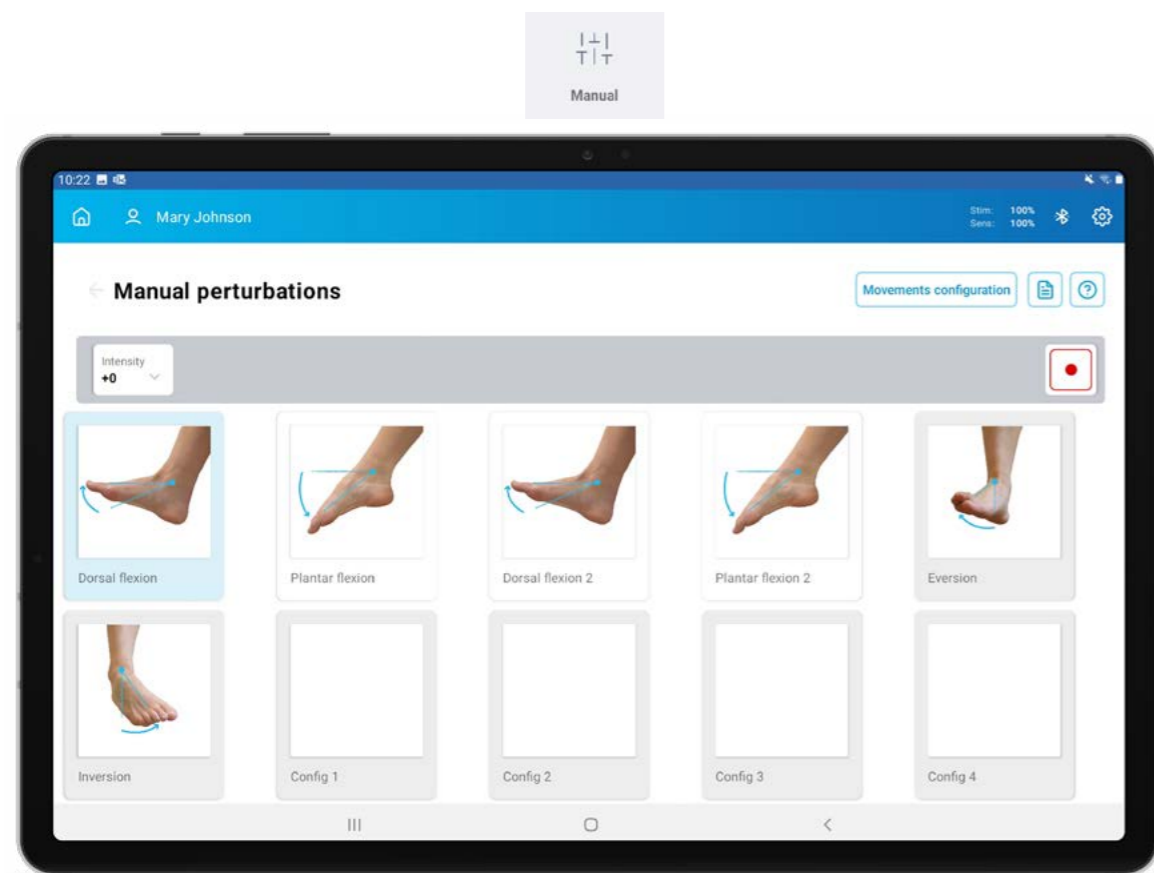 Manual
10:22
Mary Johnson
Stim: 100%
Sens: 100%
Manual perturbations
Movements configuration
Intensity
+0
Dorsal flexion
Plantar flexion
Dorsal flexion 2
Plantar flexion 2
Eversion
Inversion
Config 1
Config 2
Config 3
Config 4